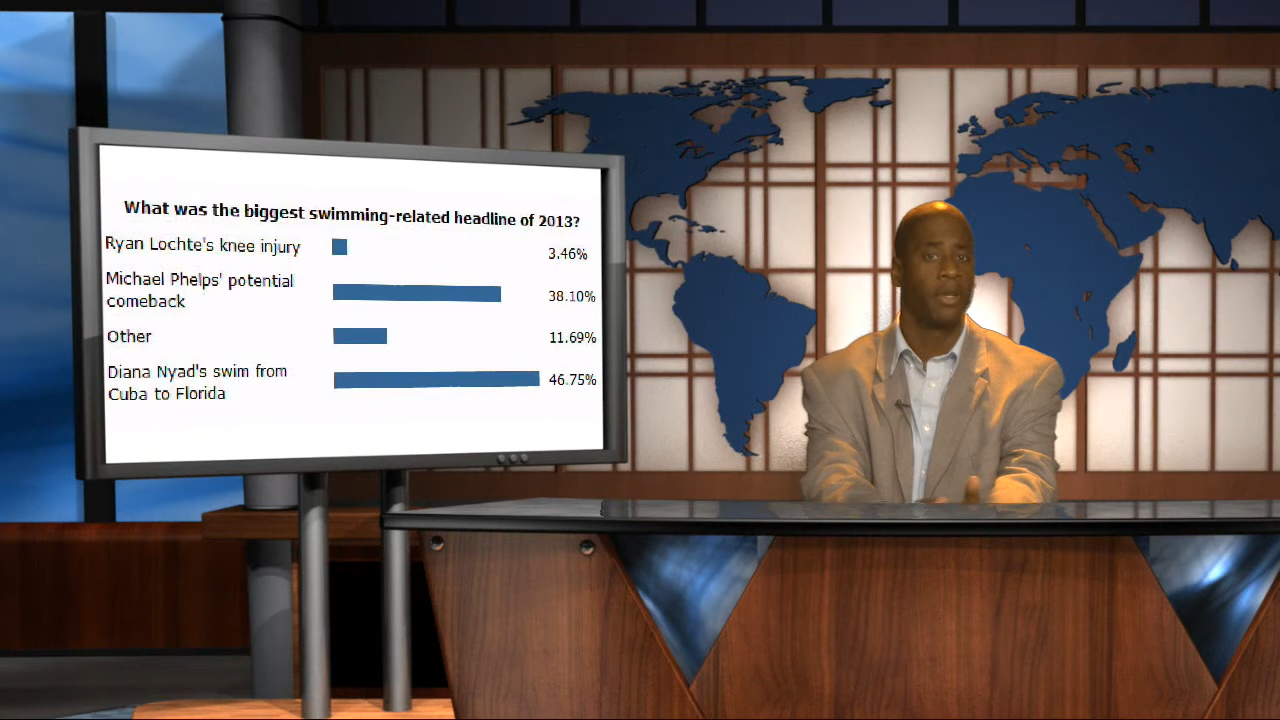 What was the biggest swimming-related headline of 2013?
Ryan Lochte's knee injury 3.46%
Michael Phelps' potential
comeback 38.10%
Other 11.69%
Diana Nyad's swim from
Cuba to Florida 46.75%